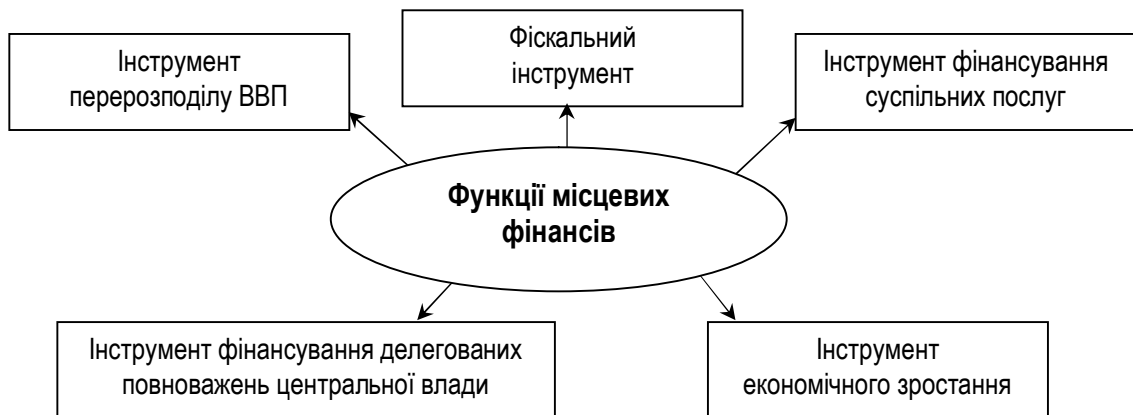 Інструмент
перерозподілу ВВП
Фіскальний
інструмент
Інструмент фінансування
суспільних послуг
Функції місцевих
фінансів
Інструмент фінансування делегованих
повноважень центральної влади
Інструмент
економічного зростання